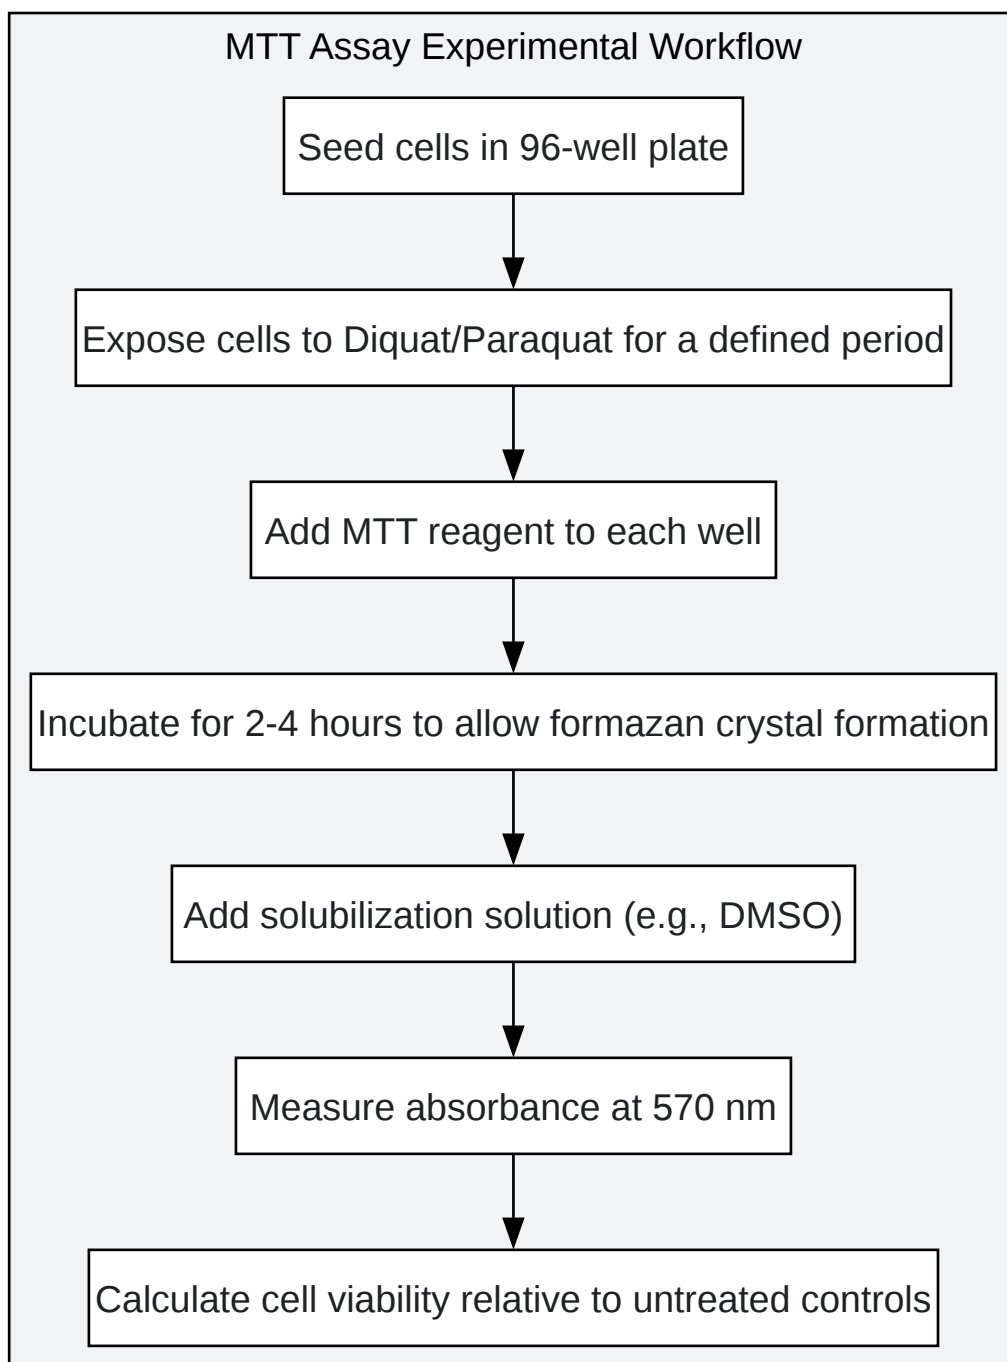 MTT Assay Experimental Workflow
Seed cells in 96-well plate
Expose cells to Diquat/Paraquat for a defined period
Add MTT reagent to each well
Incubate for 2-4 hours to allow formazan crystal formation
Add solubilization solution (e.g., DMSO)
Measure absorbance at 570 nm
Calculate cell viability relative to untreated controls